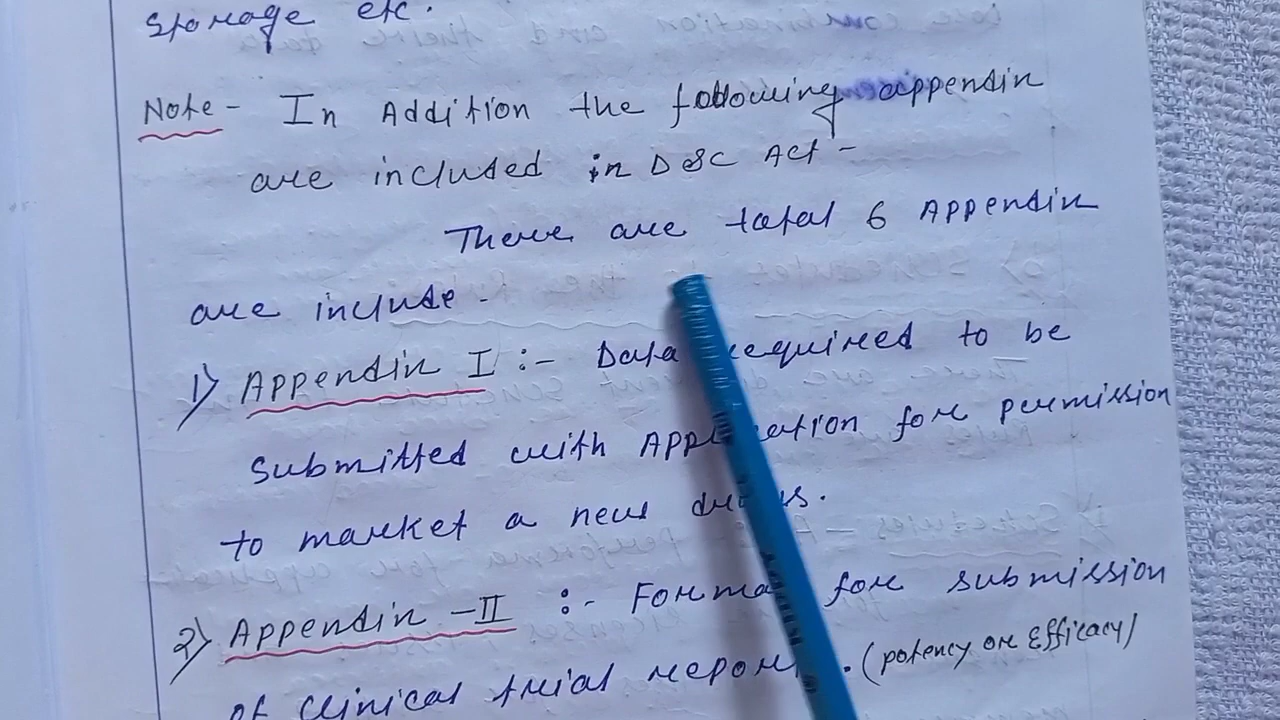 storage etc.
Note - In Addition the following appendix
are included in D&C Act -
There are total 6 Appendix
are include -
1) Appendix I :- Data required to be
submitted with Application for permission
to market a new drugs.
2) Appendix - II :- Format for submission
of clinical trial report. (potency or Efficacy)